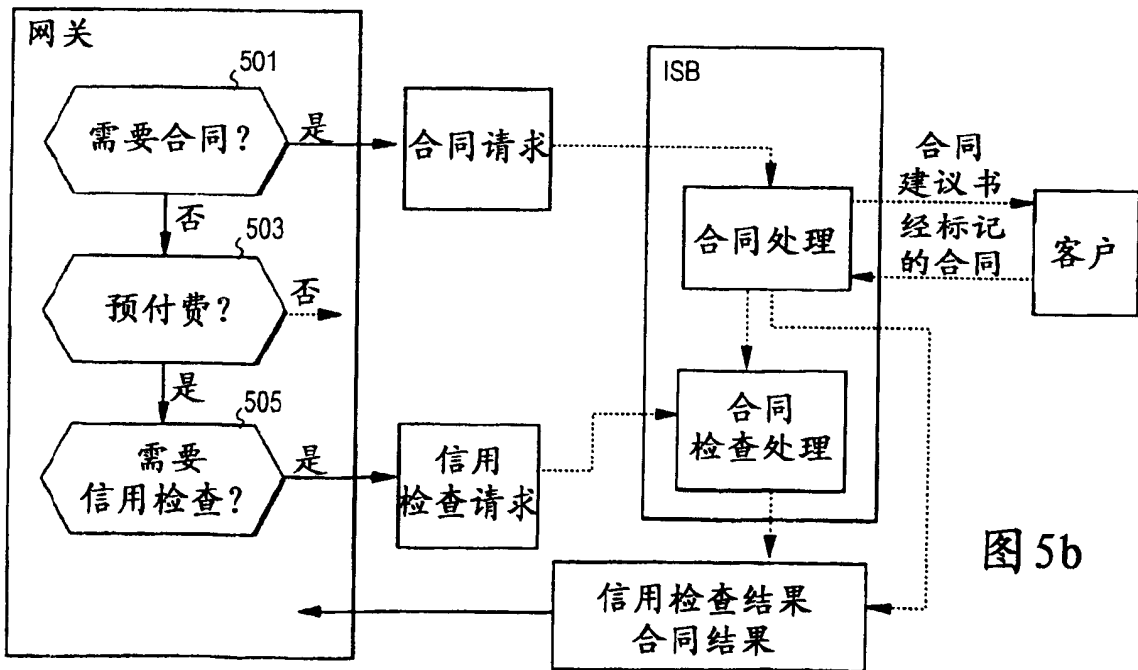 网关
501
需要合同?
是
合同请求
否
503
预付费?
否
是
505
需要
信用检查?
是
信用
检查请求
ISB
合同处理
合同
建议书
经标记
的合同
客户
合同
检查处理
信用检查结果
合同结果
图5b